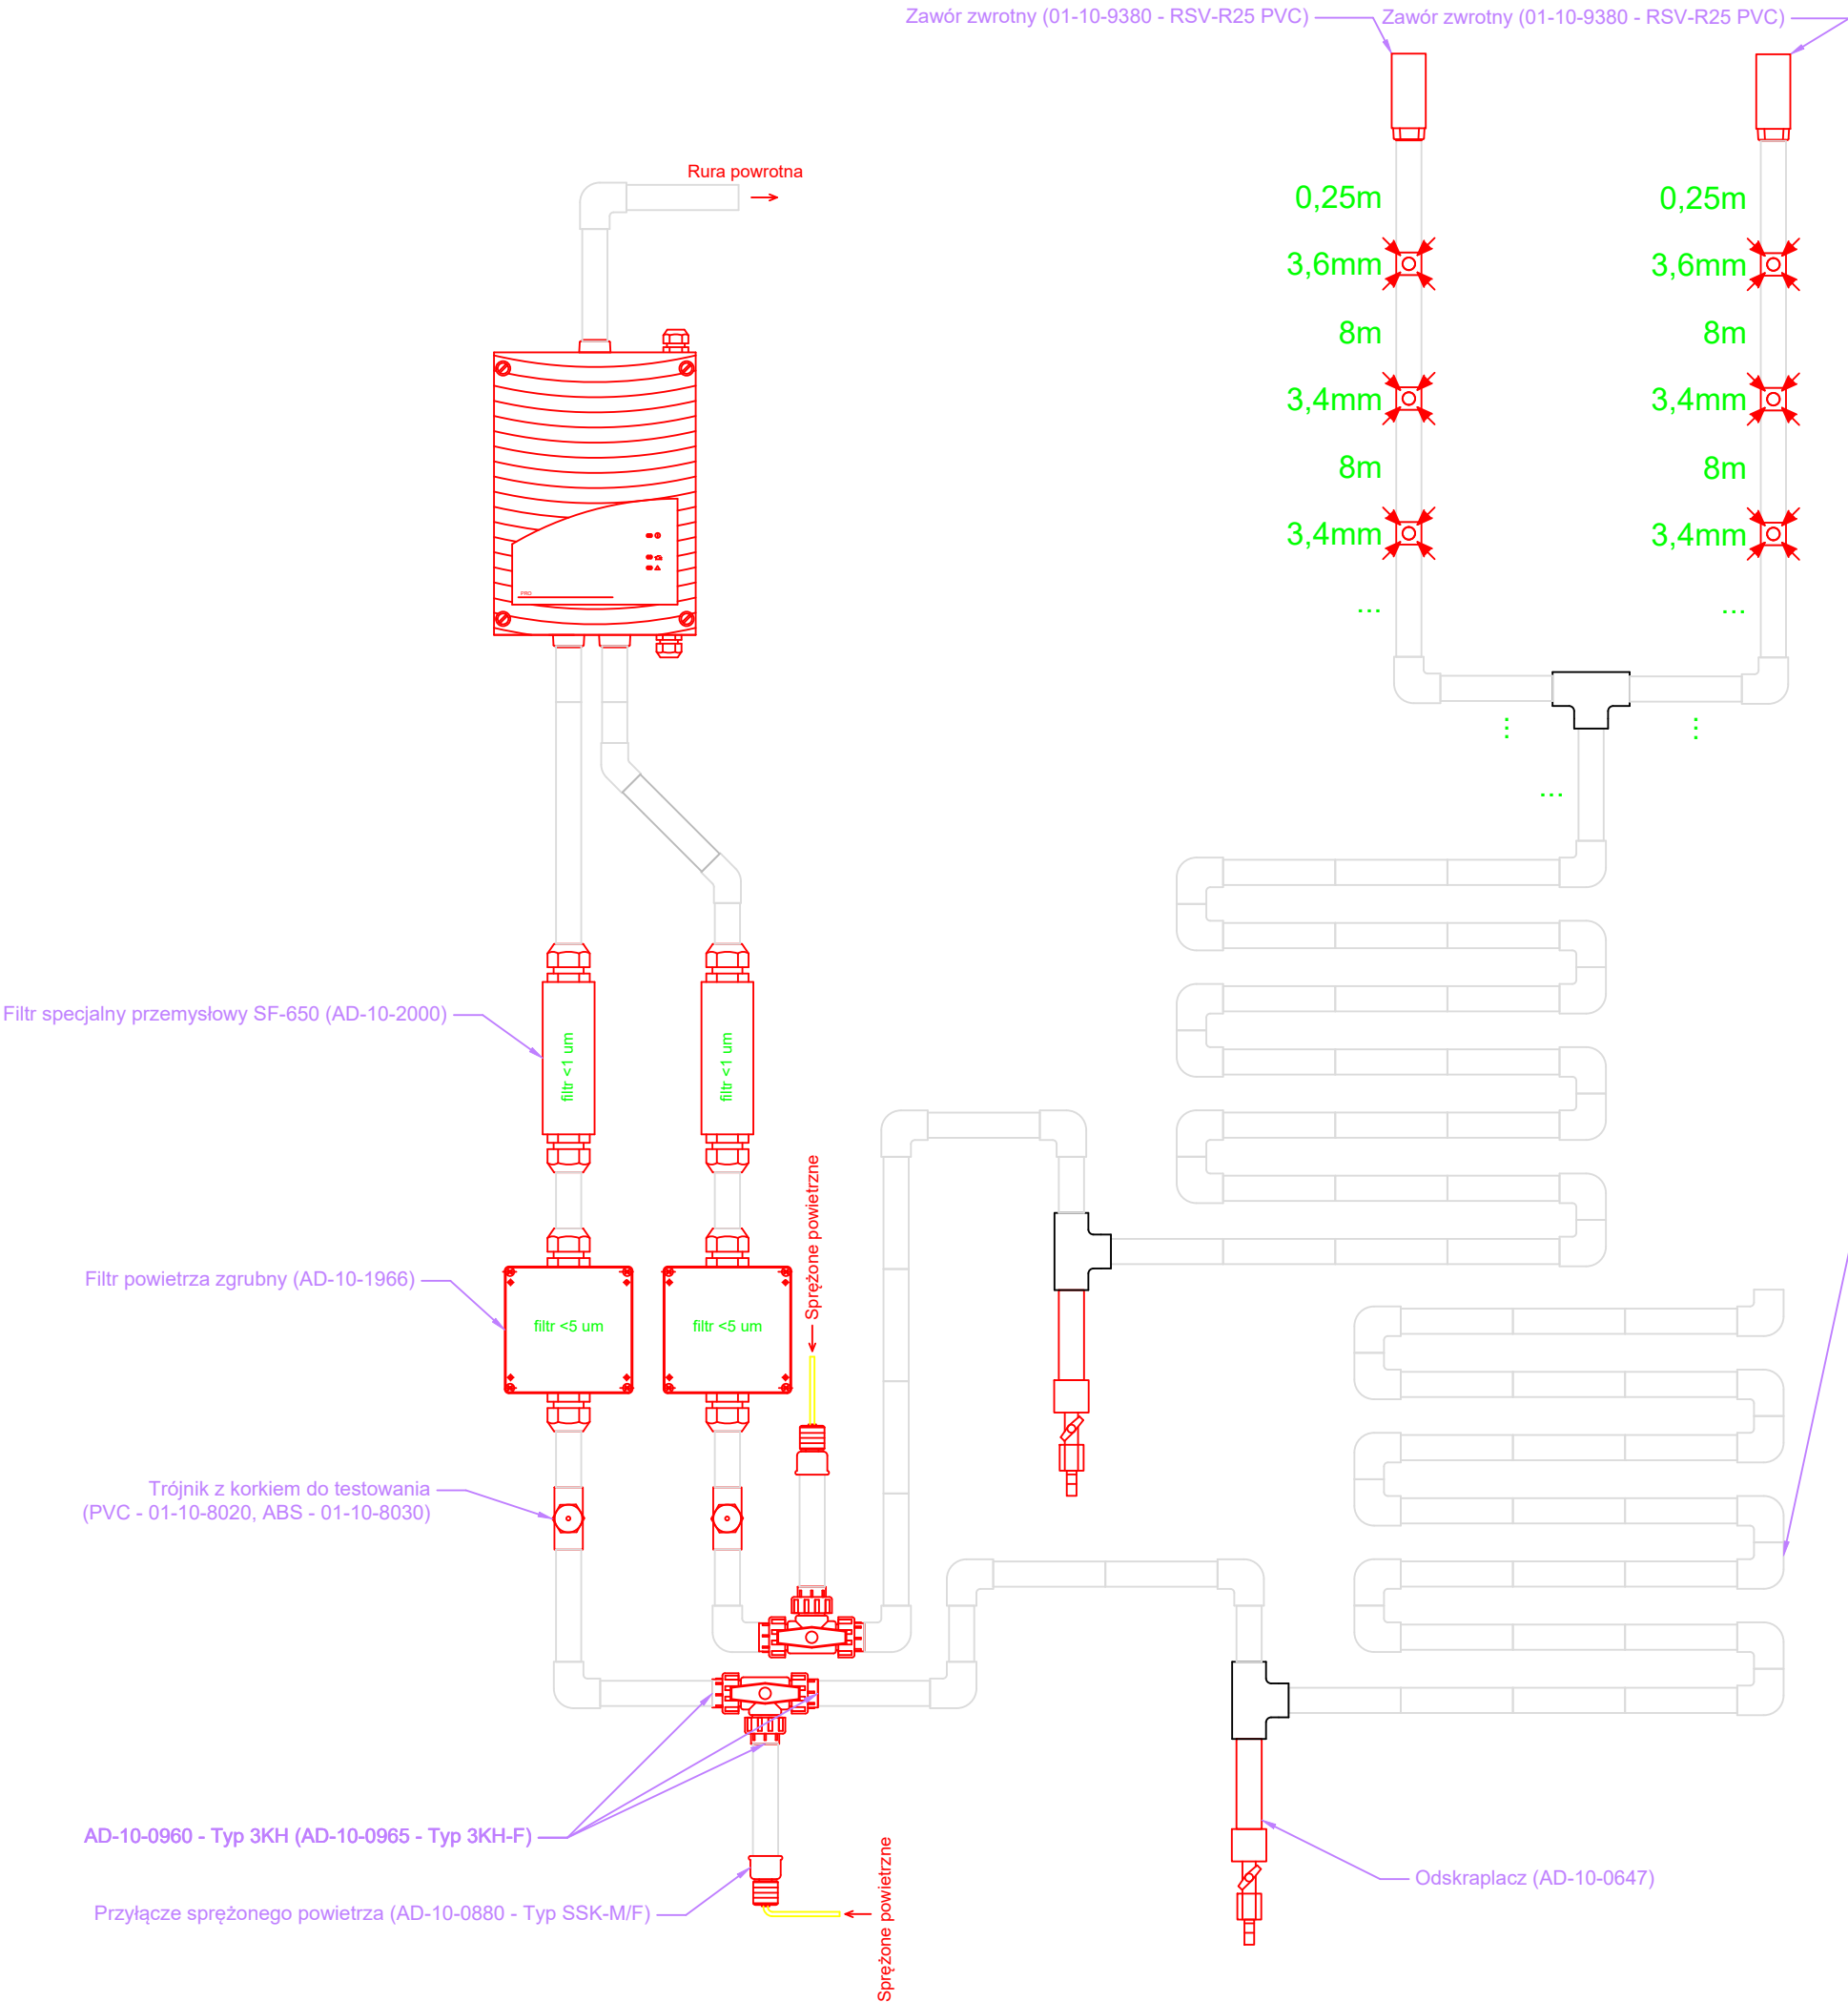 Zawór zwrotny (01-10-9380 - RSV-R25 PVC)
Zawór zwrotny (01-10-9380 - RSV-R25 PVC)
Rura powrotna
0,25m
0,25m
3,6mm
3,6mm
8m
8m
3,4mm
3,4mm
8m
8m
3,4mm
3,4mm
...
...
PRO
...
...
...
Filtr specjalny przemysłowy SF-650 (AD-10-2000)
filtr <1 um
filtr <1 um
Sprężone powietrzne
Filtr powietrza zgrubny (AD-10-1966)
filtr <5 um
filtr <5 um
Trójnik z korkiem do testowania
(PVC - 01-10-8020, ABS - 01-10-8030)
AD-10-0960 - Typ 3KH (AD-10-0965 - Typ 3KH-F)
Sprężone powietrzne
Odskraplacz (AD-10-0647)
Przyłącze sprężonego powietrza (AD-10-0880 - Typ SSK-M/F)